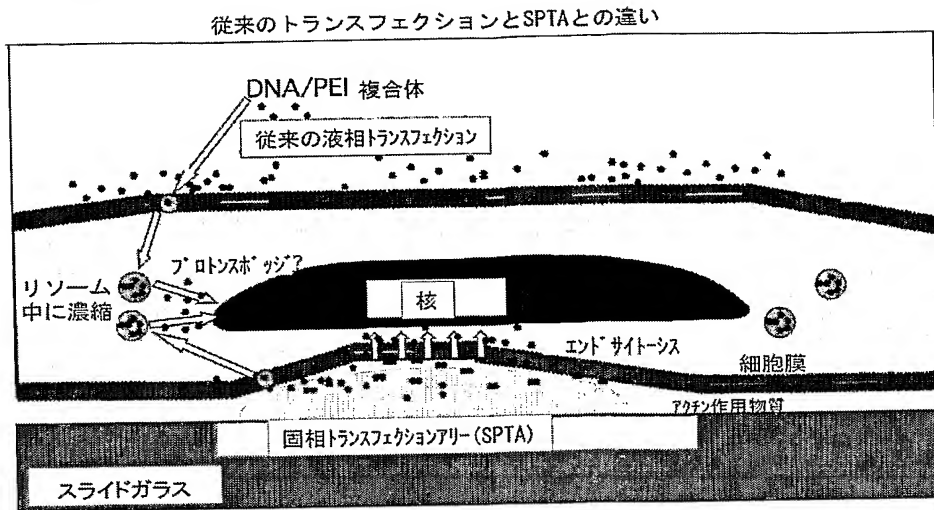 従来のトランスフェクションとSPTAとの違い
DNA/PEI 複合体
従来の液相トランスフェクション
プロトンスポッジ?
リソーム
中に濃縮
核
エンドサイトーシス
細胞膜
アクチン作用物質
固相トランスフェクションアリー(SPTA)
スライドガラス